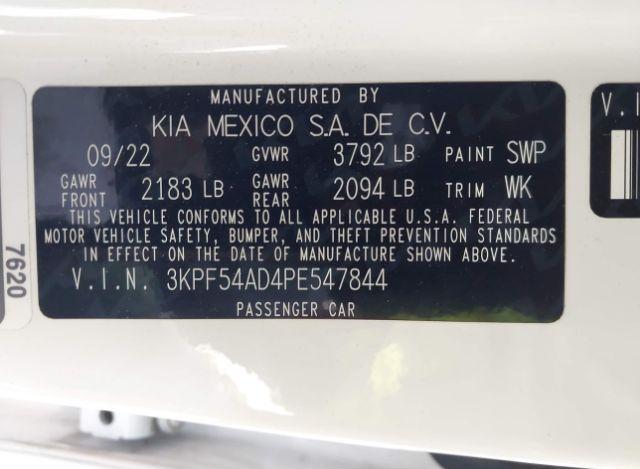 MANUFACTURED BY
KIA MEXICO S.A. DE C.V.
09/22 GVWR 3792 LB PAINT SWP
GAWR FRONT 2183 LB GAWR REAR 2094 LB TRIM WK
THIS VEHICLE CONFORMS TO ALL APPLICABLE U.S.A. FEDERAL
MOTOR VEHICLE SAFETY, BUMPER, AND THEFT PREVENTION STANDARDS
IN EFFECT ON THE DATE OF MANUFACTURE SHOWN ABOVE.
V.I.N. 3KPF54AD4PE547844
PASSENGER CAR
7620
V.I